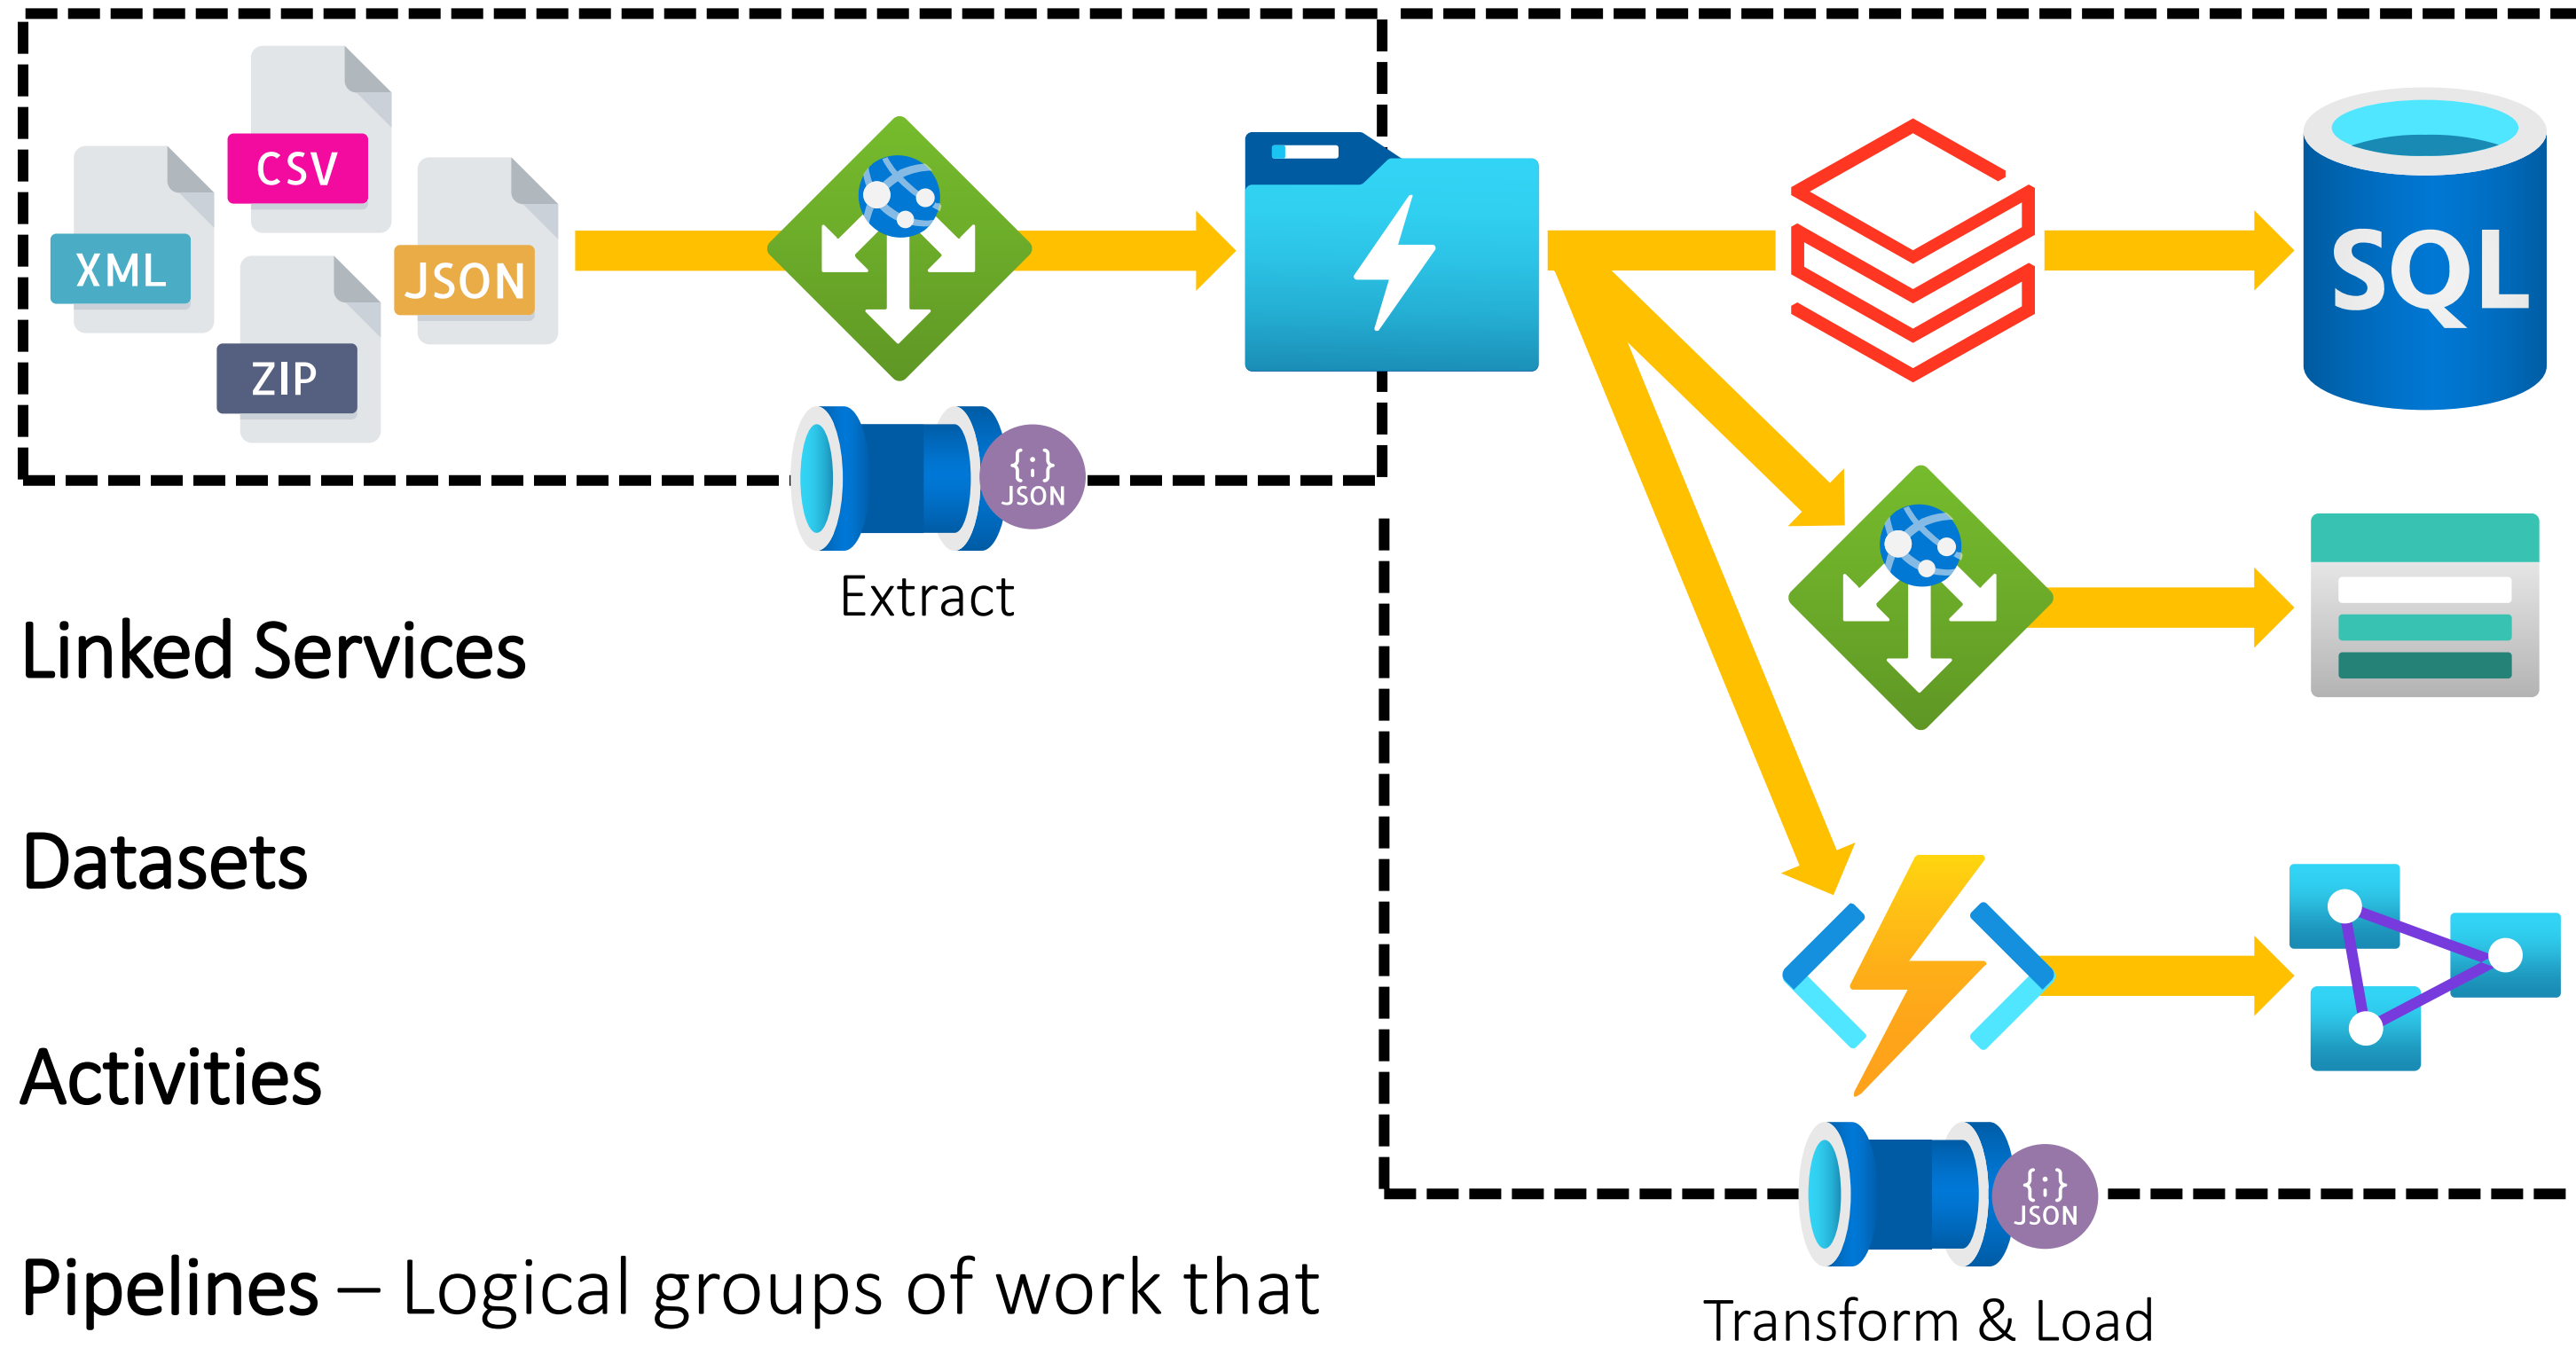 CSV
XML
JSON
ZIP
SQL
{;}
JSON
Extract
Linked Services
Datasets
Activities
{;}
JSON
Pipelines – Logical groups of work that
Transform & Load